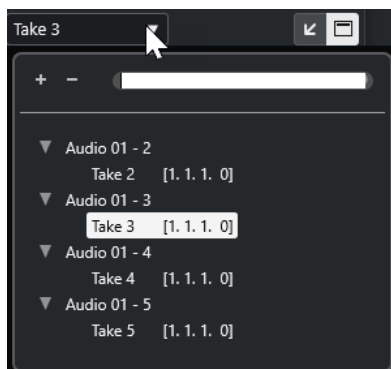 Take 3
+ −
Audio 01 - 2
Take 2 [1. 1. 1. 0]
Audio 01 - 3
Take 3 [1. 1. 1. 0]
Audio 01 - 4
Take 4 [1. 1. 1. 0]
Audio 01 - 5
Take 5 [1. 1. 1. 0]